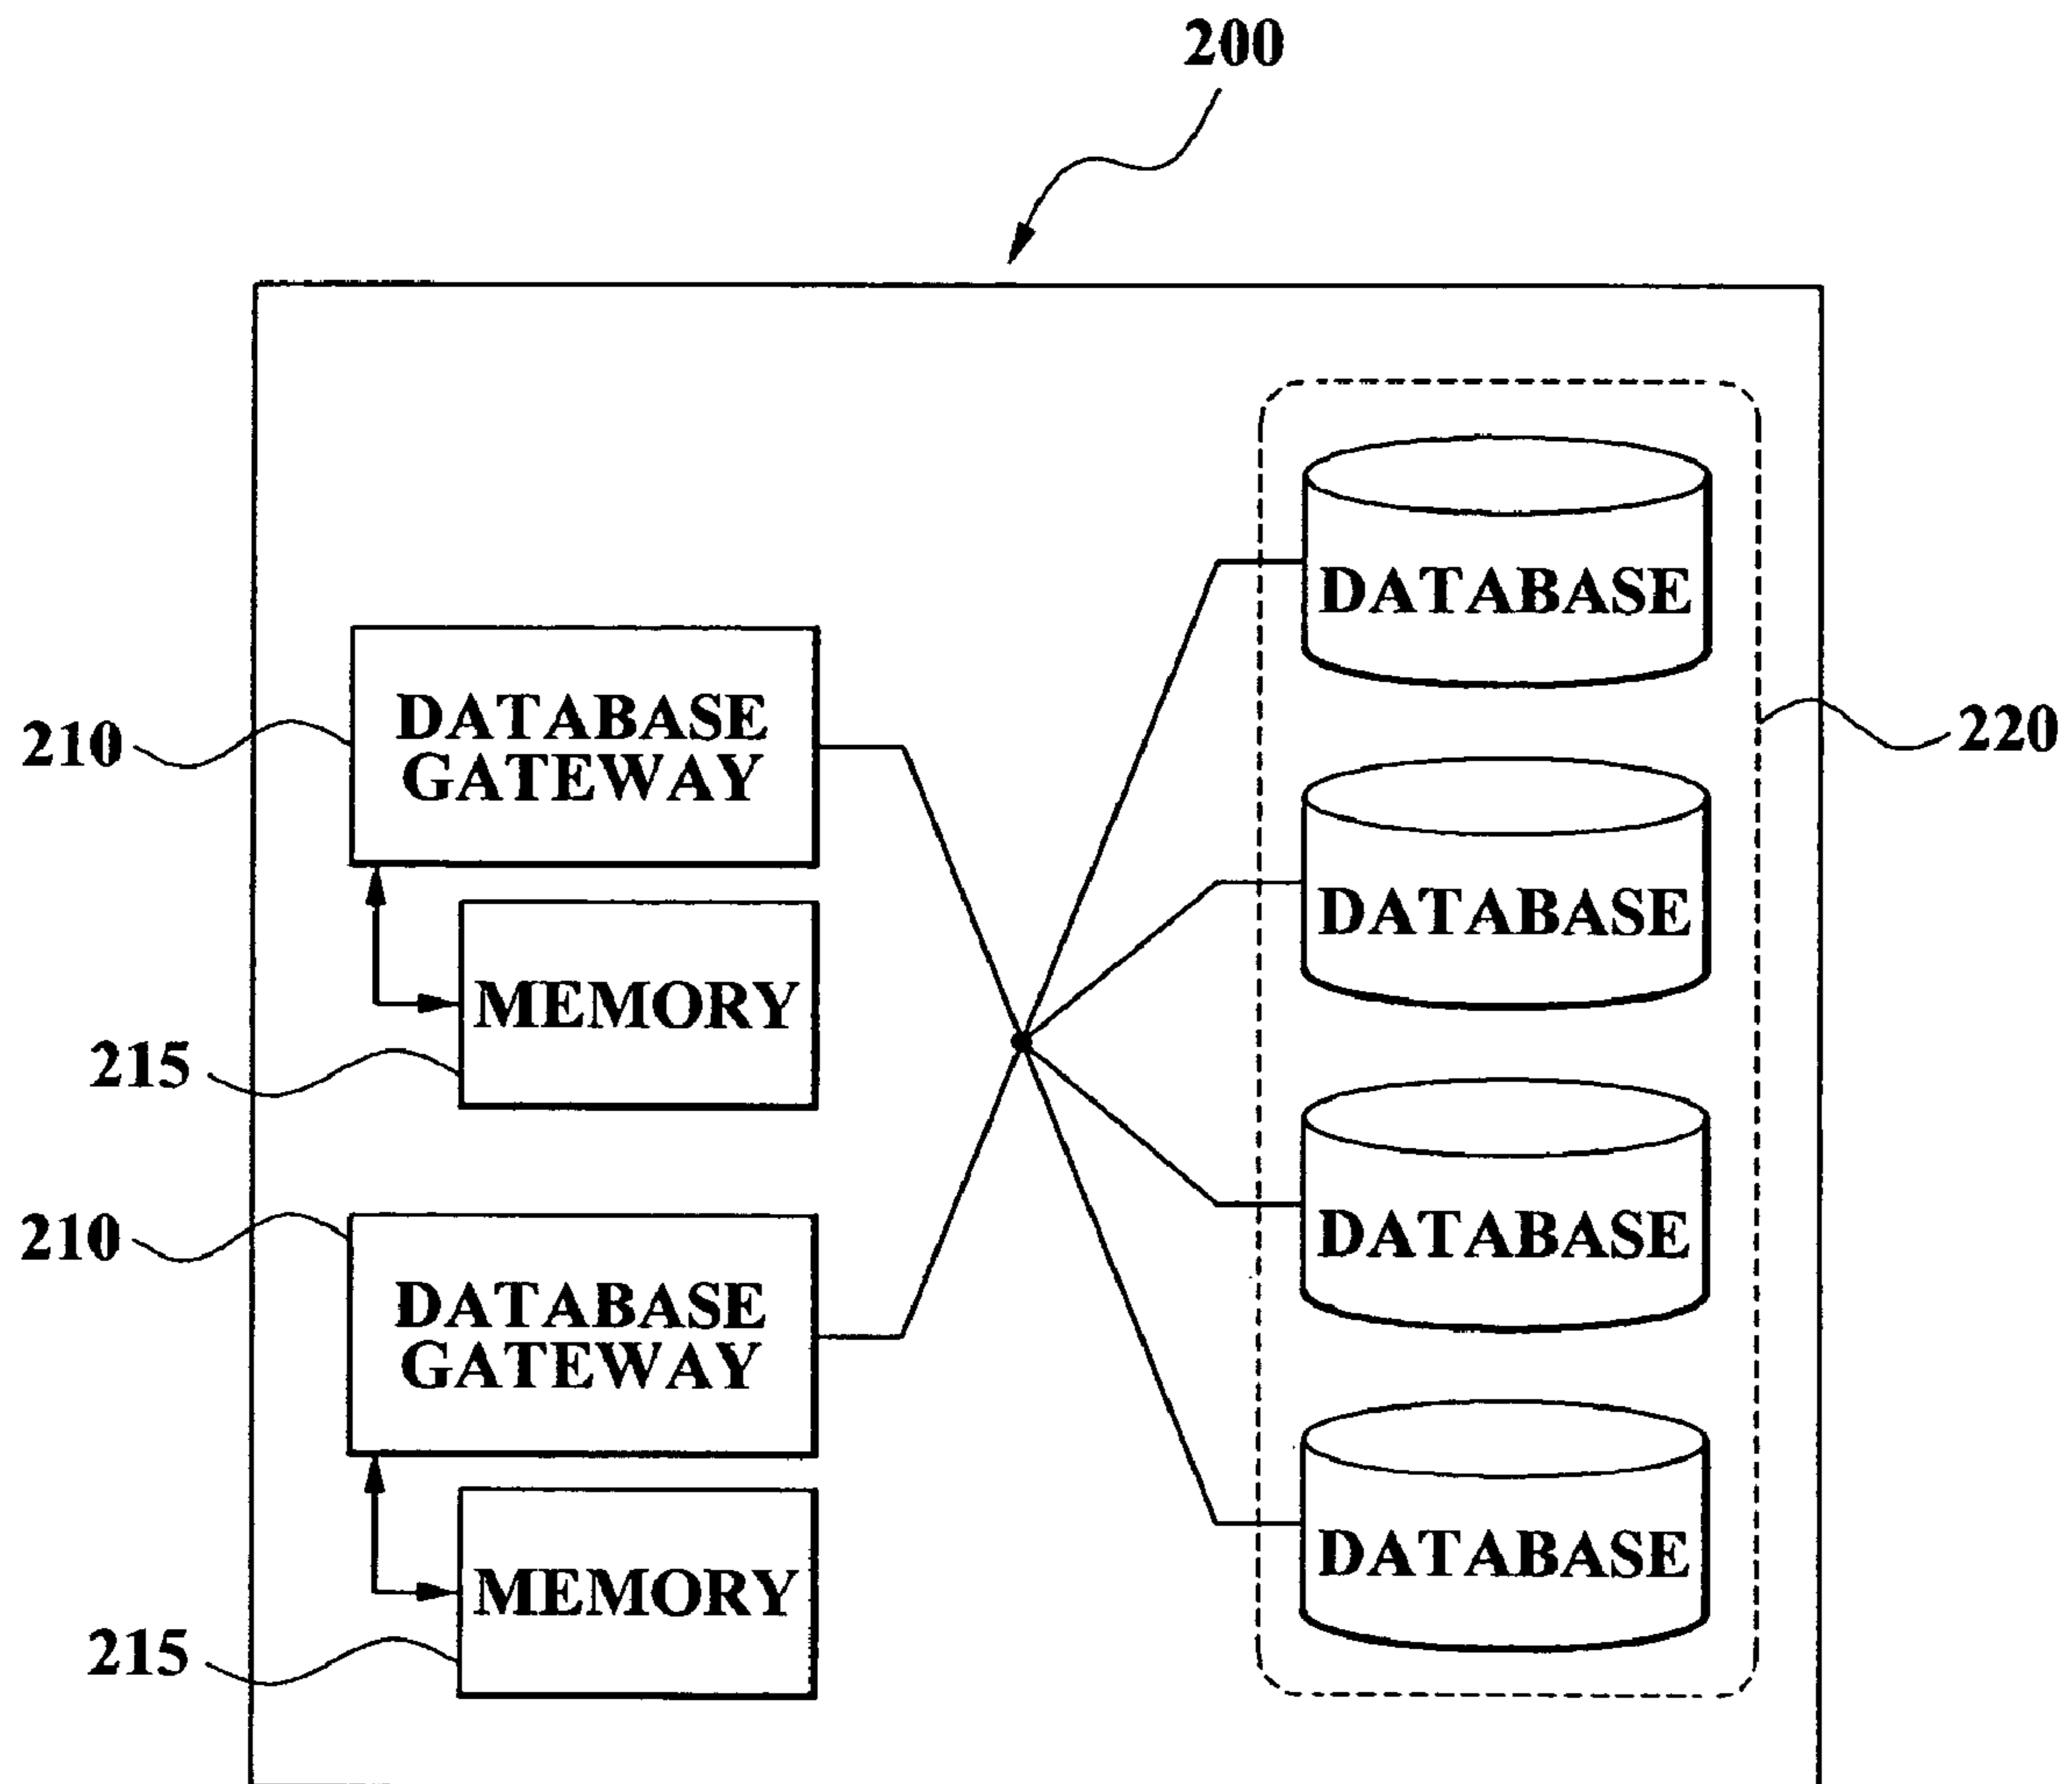 200
DATABASE
210
DATABASE
GATEWAY
220
DATABASE
MEMORY
215
DATABASE
210
DATABASE
GATEWAY
DATABASE
MEMORY
215